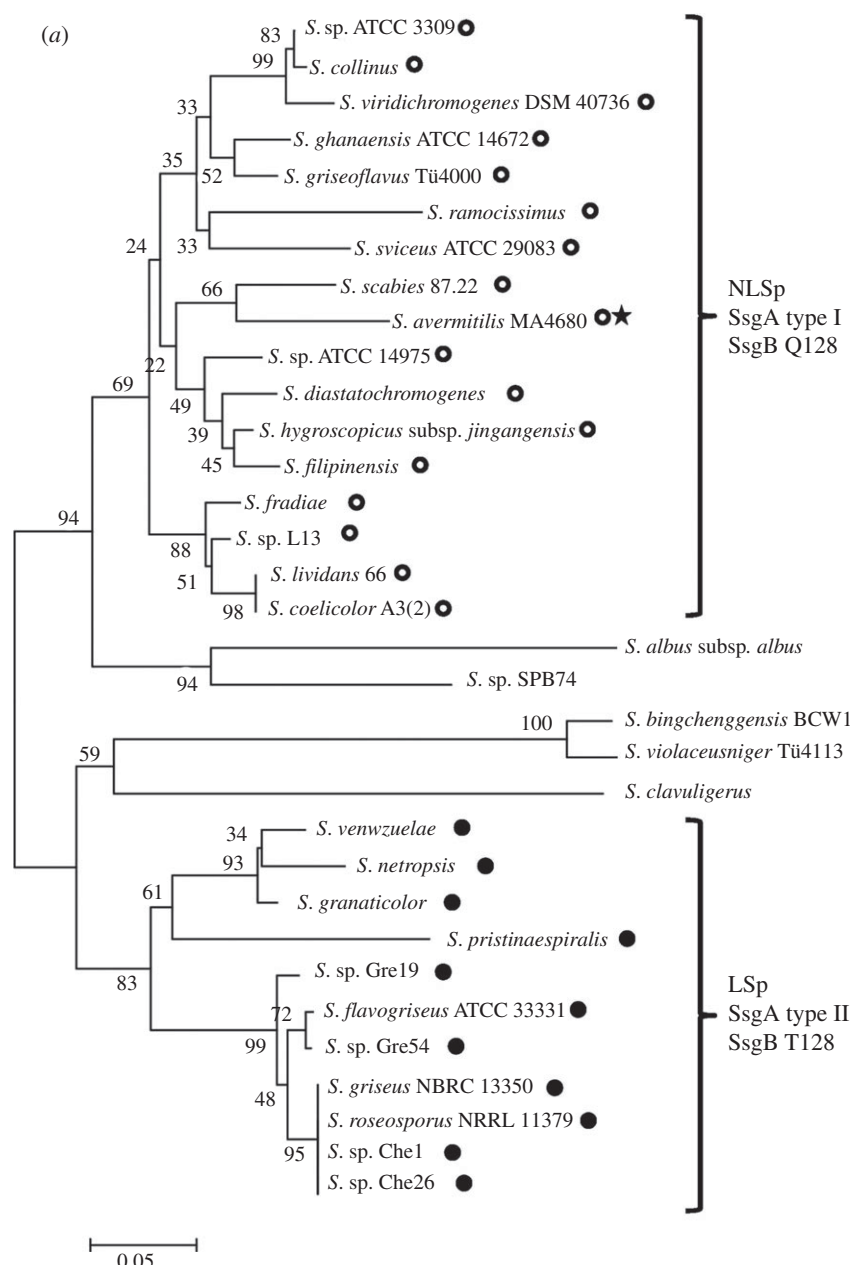 (a)
83
S. sp. ATCC 3309
99
S. collinus
S. viridichromogenes DSM 40736
33
S. ghanaensis ATCC 14672
35
52
S. griseoflavus Tü4000
S. ramocissimus
24
33
S. sviceus ATCC 29083
66
S. scabies 87.22
S. avermitilis MA4680
NLSp
SsgA type I
SsgB Q128
22
S. sp. ATCC 14975
69
49
S. diastatochromogenes
39
S. hygroscopicus subsp. jingangensis
45
S. filipinensis
S. fradiae
94
88
S. sp. L13
51
S. lividans 66
98
S. coelicolor A3(2)
S. albus subsp. albus
94
S. sp. SPB74
100
S. bingchenggensis BCW1
59
S. violaceusniger Tü4113
S. clavuligerus
34
S. venwzuelae
93
S. netropsis
61
S. granaticolor
S. pristinaespiralis
83
S. sp. Gre19
LSp
SsgA type II
SsgB T128
72
S. flavogriseus ATCC 33331
99
S. sp. Gre54
48
S. griseus NBRC 13350
S. roseosporus NRRL 11379
95
S. sp. Che1
S. sp. Che26
0.05